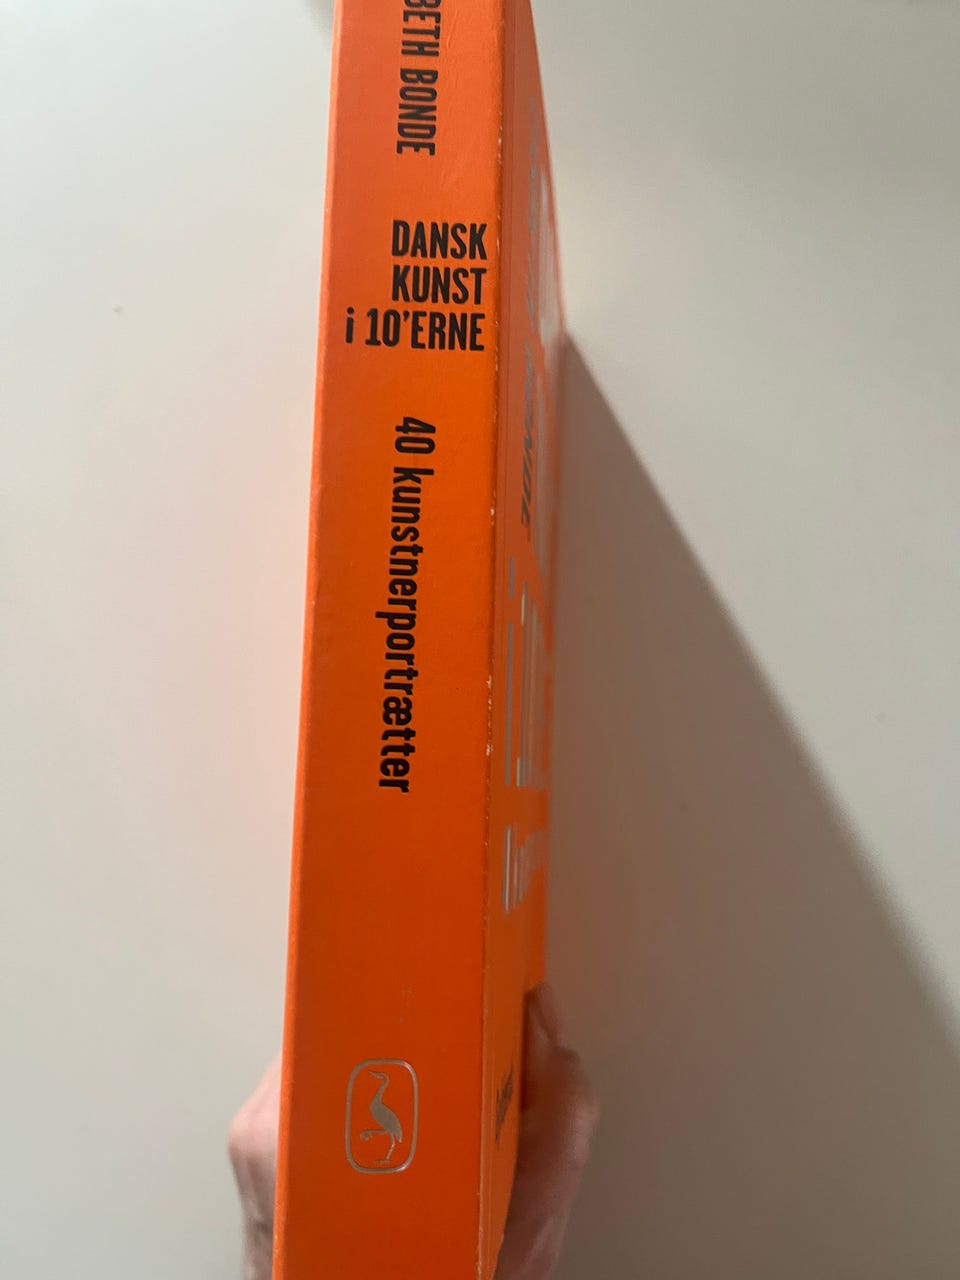 BETH BONDE
DANSK
KUNST
i 10'ERNE
40 kunstnerportrætter